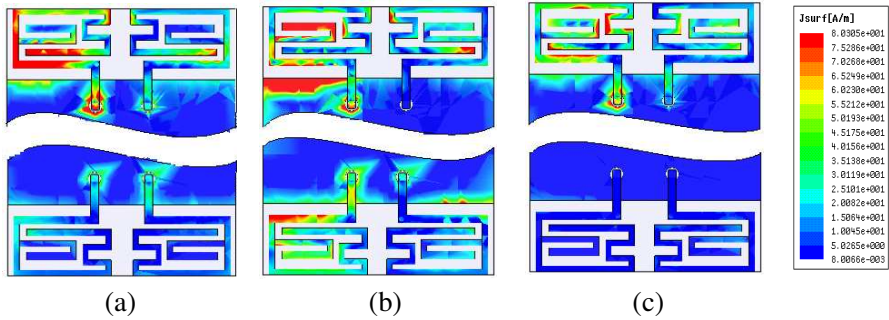 Jsurf[A/m]
8.0305e+001
7.5286e+001
7.0268e+001
6.5249e+001
6.0230e+001
5.5212e+001
5.0193e+001
4.5175e+001
4.0156e+001
3.5138e+001
3.0119e+001
2.5101e+001
2.0082e+001
1.5064e+001
1.0045e+001
5.0265e+000
8.0066e-003
(a)
(b)
(c)